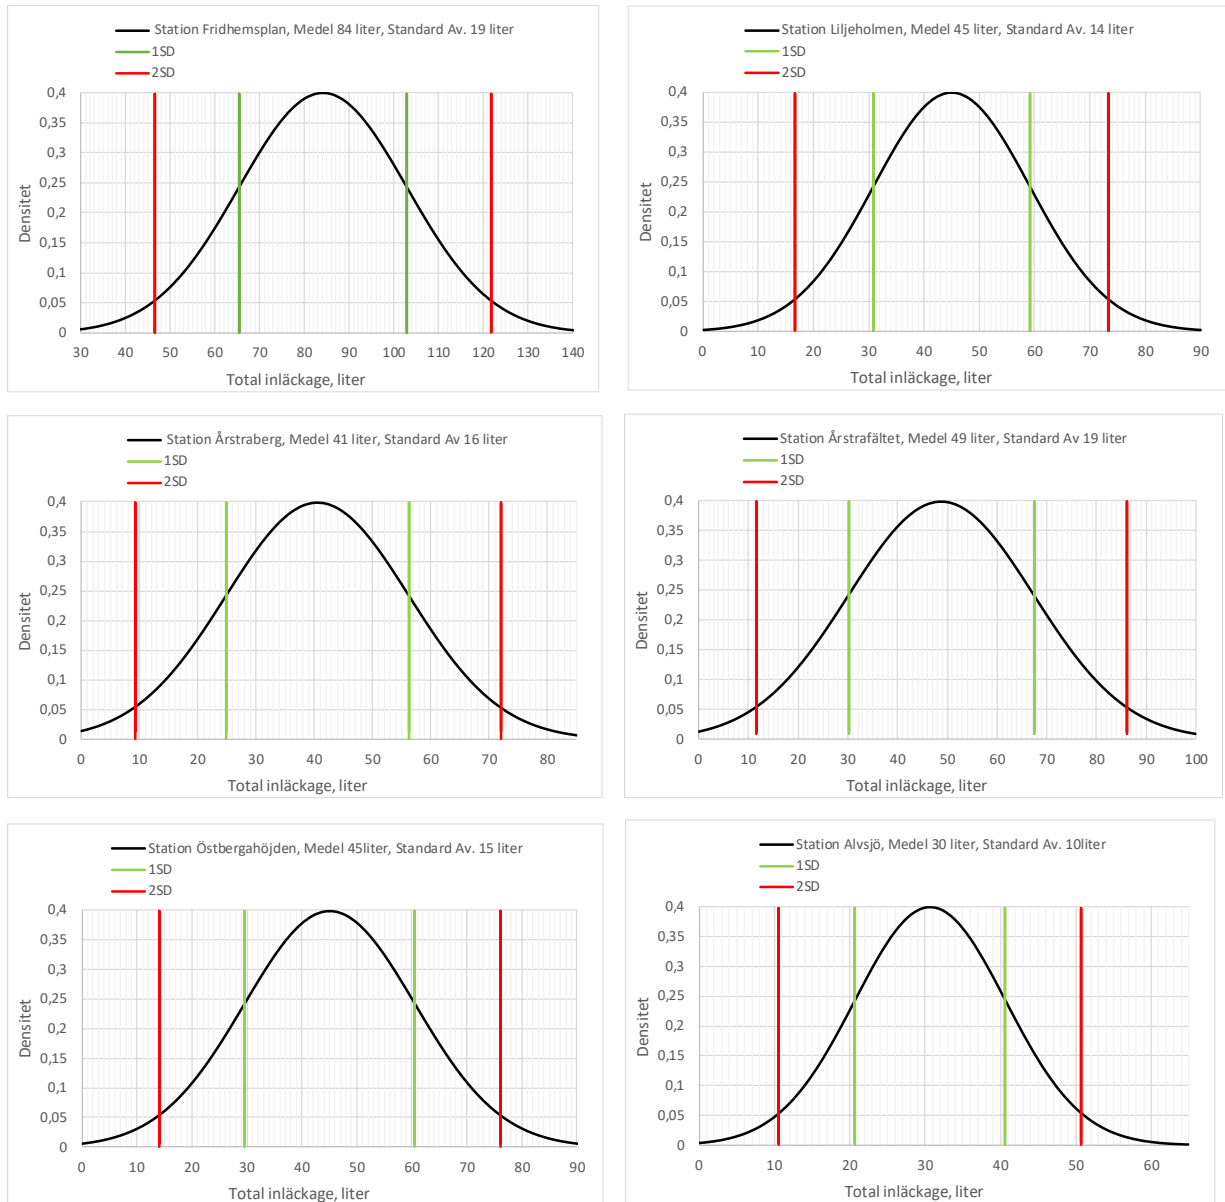 Station Fridhemsplan, Medel 84 liter, Standard Av. 19 liter
1SD
2SD
0,4
0,35
0,3
0,25
0,2
0,15
0,1
0,05
0
Densitet
30 40 50 60 70 80 90 100 110 120 130 140
Total inläckage, liter
Station Liljeholmen, Medel 45 liter, Standard Av. 14 liter
1SD
2SD
0,4
0,35
0,3
0,25
0,2
0,15
0,1
0,05
0
Densitet
0 10 20 30 40 50 60 70 80 90
Total inläckage, liter
Station Årstraberg, Medel 41 liter, Standard Av 16 liter
1SD
2SD
0,4
0,35
0,3
0,25
0,2
0,15
0,1
0,05
0
Densitet
0 10 20 30 40 50 60 70 80
Total inläckage, liter
Station Årstrafältet, Medel 49 liter, Standard Av 19 liter
1SD
2SD
0,4
0,35
0,3
0,25
0,2
0,15
0,1
0,05
0
Densitet
0 10 20 30 40 50 60 70 80 90 100
Total inläckage, liter
Station Östbergahöjden, Medel 45liter, Standard Av. 15 liter
1SD
2SD
0,4
0,35
0,3
0,25
0,2
0,15
0,1
0,05
0
Densitet
0 10 20 30 40 50 60 70 80 90
Total inläckage, liter
Station Alvsjö, Medel 30 liter, Standard Av. 10liter
1SD
2SD
0,4
0,35
0,3
0,25
0,2
0,15
0,1
0,05
0
Densitet
0 10 20 30 40 50 60
Total inläckage, liter